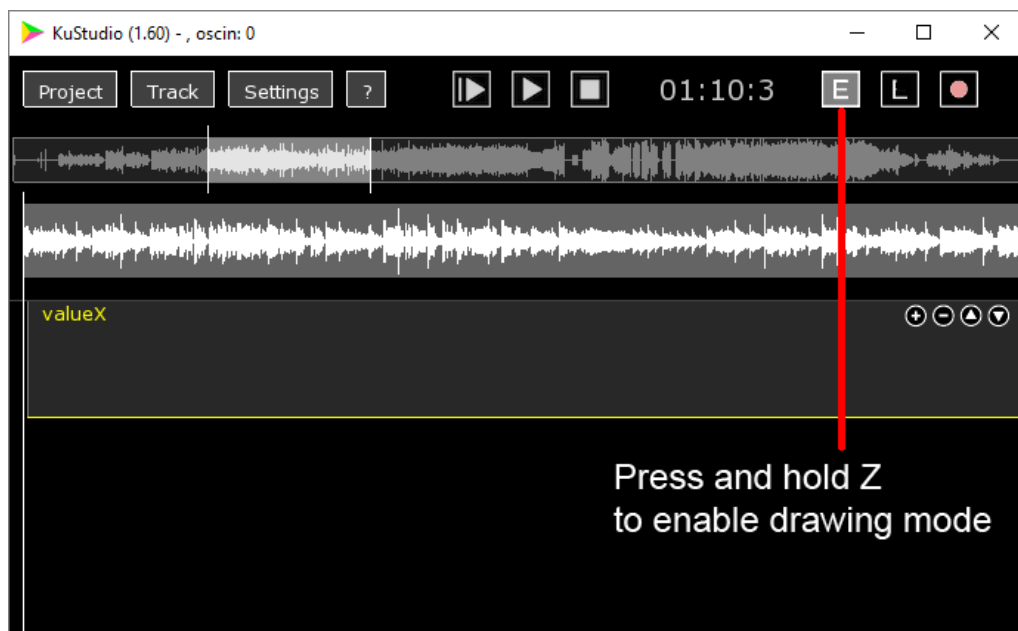 KuStudio (1.60) - , oscin: 0
Project Track Settings ? 01:10:3 E L
valueX
Press and hold Z
to enable drawing mode